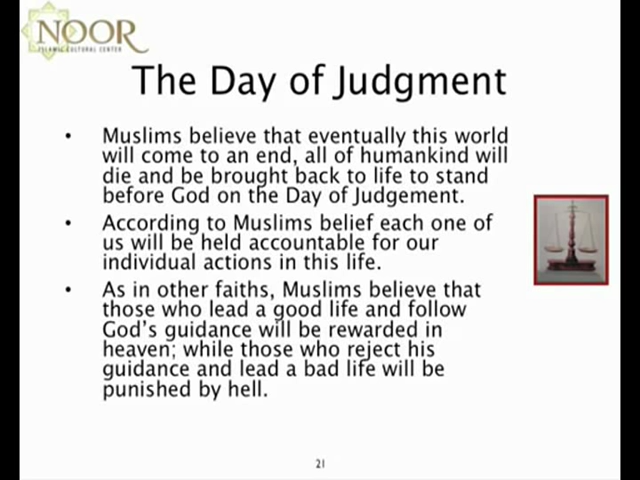 NOOR
ISLAMIC CULTURAL CENTER
The Day of Judgment
• Muslims believe that eventually this world
will come to an end, all of humankind will
die and be brought back to life to stand
before God on the Day of Judgement.
• According to Muslims belief each one of
us will be held accountable for our
individual actions in this life.
• As in other faiths, Muslims believe that
those who lead a good life and follow
God's guidance will be rewarded in
heaven; while those who reject his
guidance and lead a bad life will be
punished by hell.
21